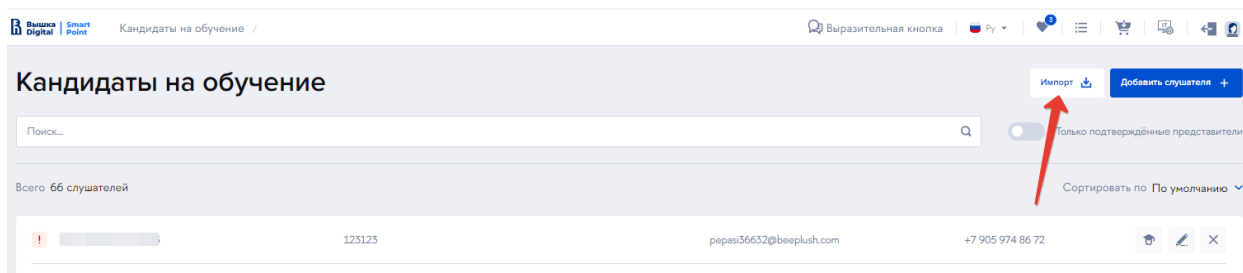 Вышка Digital | Smart Point Кандидаты на обучение / Выразительная кнопка Ру 3 IT
Кандидаты на обучение Импорт Добавить слушателя +
Поиск... Только подтверждённые представители
Всего 66 слушателей Сортировать по По умолчанию
! 123123 pepasi36632@beeplush.com +7 905 974 86 72